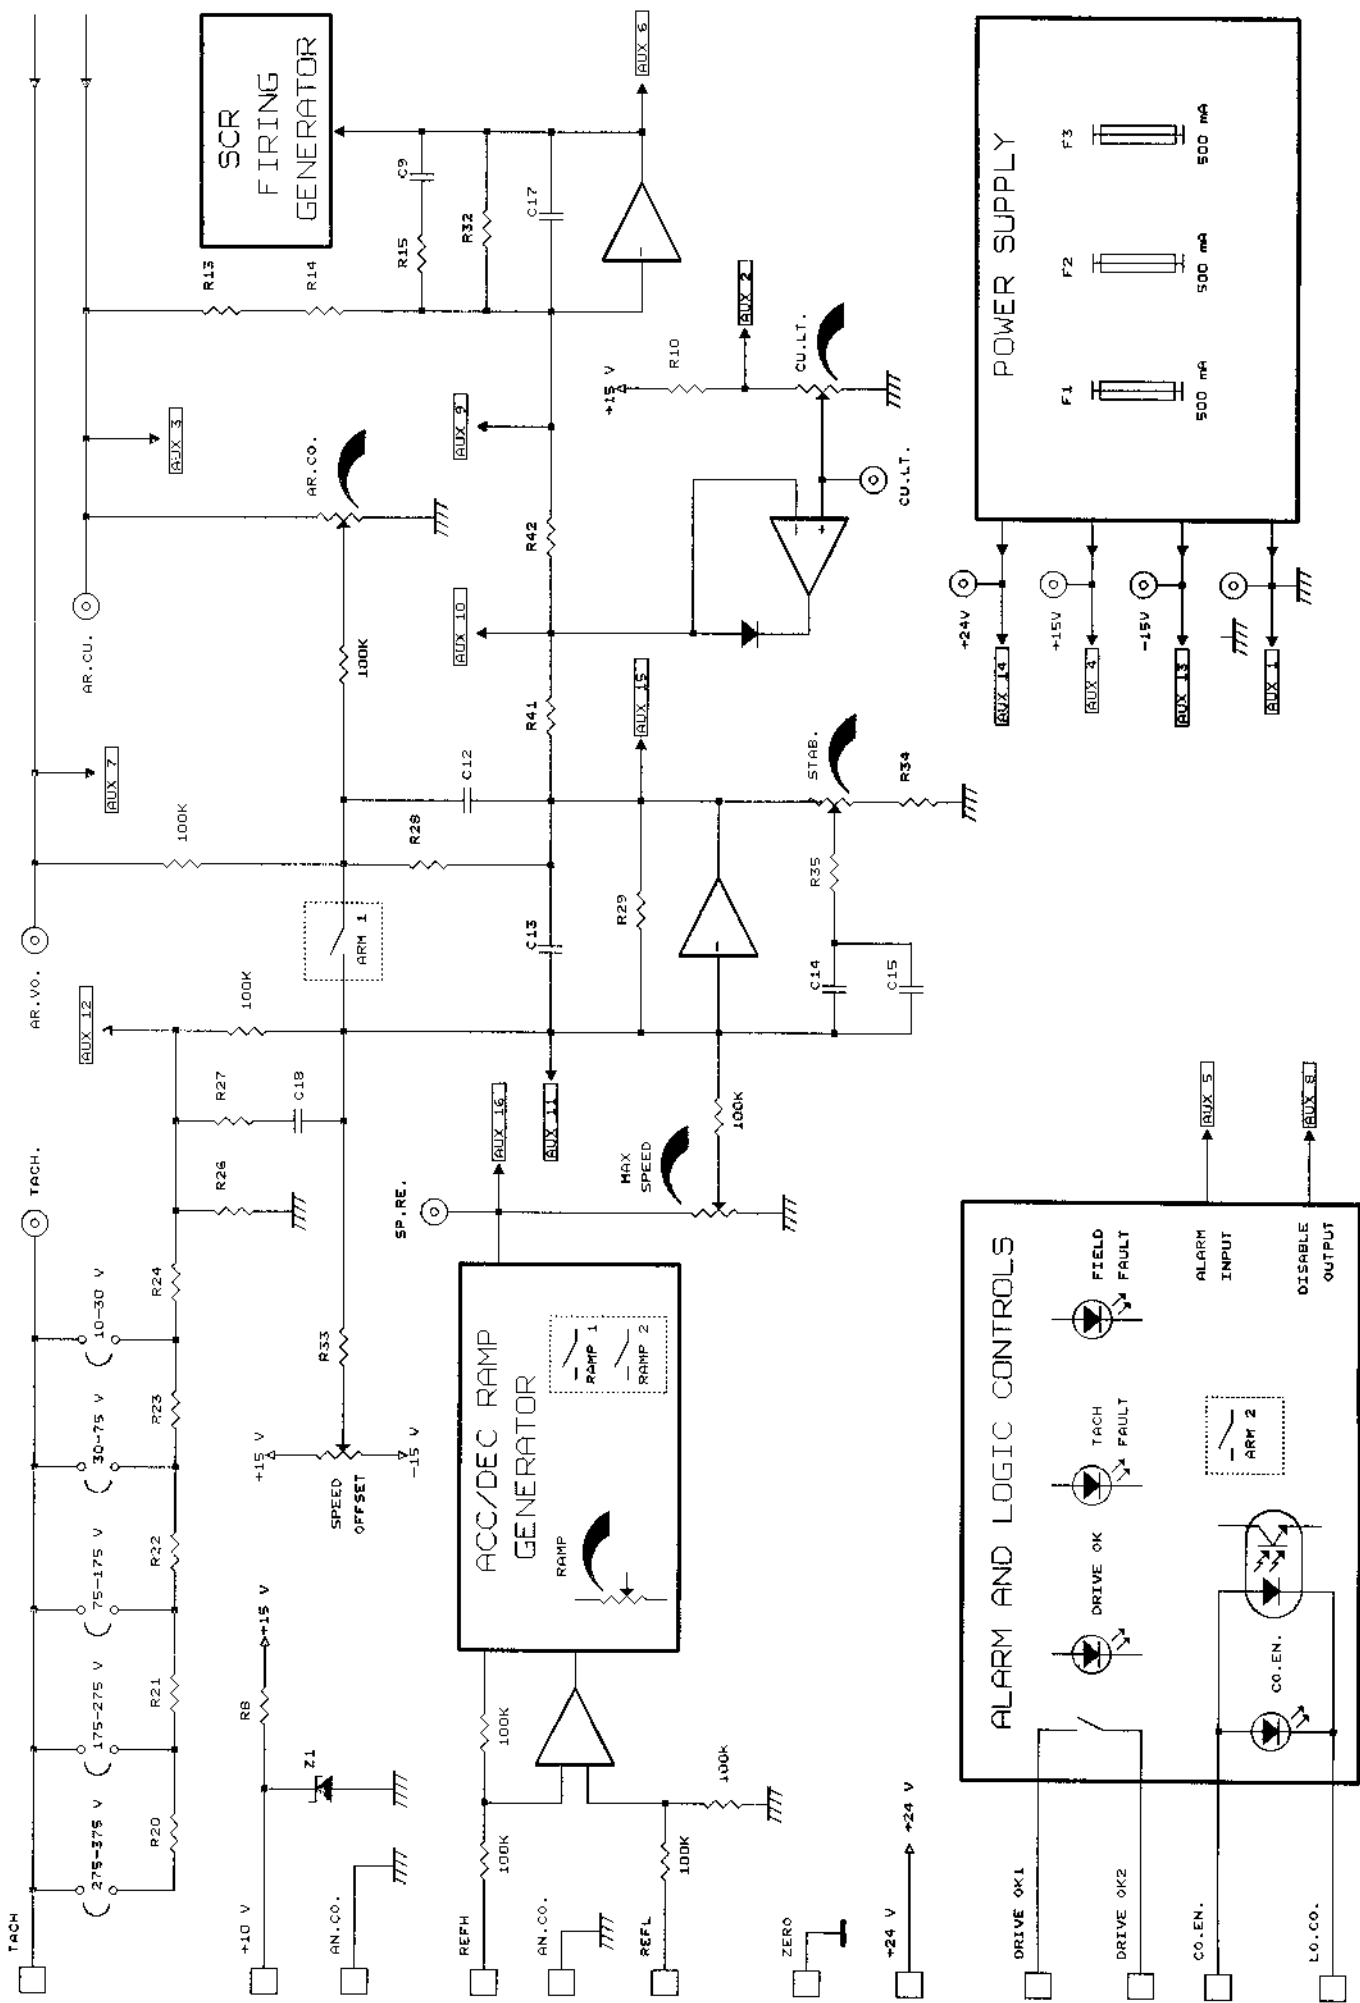 TACH
275-375 V
175-275 V
75-175 V
30-75 V
10-30 V
TACH.
AR.VO.
AUX 7
R20
R21
R22
R23
R24
R26
R27
C18
AUX 12
100K
100K
AR.CU.
AUX 3
R13
R14
SCR
FIRING
GENERATOR
+10 V
R8
+15 V
Z1
AN.CO.
+15 V
SPEED
OFFSET
-15 V
R33
ARM 1
100K
AR.CO.
R28
C12
R15
C9
R32
C17
AUX 6
REFH
100K
100K
AN.CO.
REFL
100K
100K
ACC/DEC RAMP
GENERATOR
RAMP
RAMP 1
RAMP 2
SP.RE.
AUX 16
AUX 11
MAX
SPEED
100K
C13
R29
R41
AUX 15
AUX 10
R42
AUX 9
+15 V
R10
AUX 2
CU.LT.
CU.LT.
C14
C15
R35
STAB.
R34
ZERO
+24 V
+24 V
DRIVE OK1
DRIVE OK2
CO.EN.
LO.CO.
ALARM AND LOGIC CONTROLS
DRIVE OK
TACH
FAULT
FIELD
FAULT
CO.EN.
ARM 2
ALARM
INPUT
DISABLE
OUTPUT
AUX 5
AUX 8
+24V
AUX 14
+15V
AUX 4
-15V
AUX 13
AUX 1
POWER SUPPLY
F1
500 mA
F2
500 mA
F3
500 mA